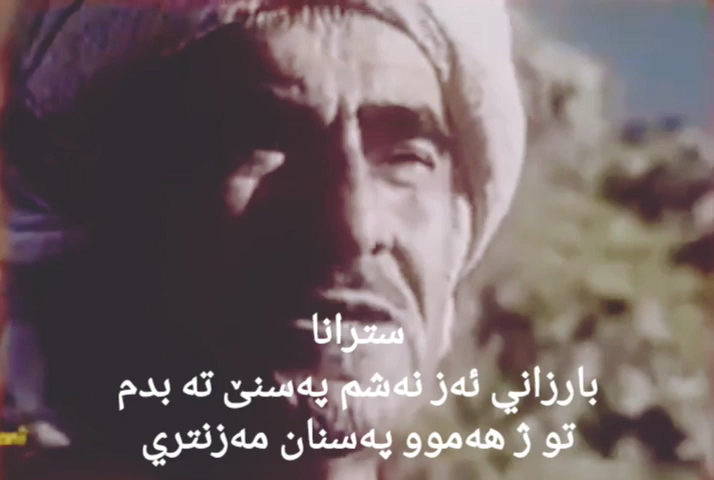 سترانا
بارزاني ئەز نەشم پەسنێ تە بدم
تو ژ هەموو پەسنان مەزنتري